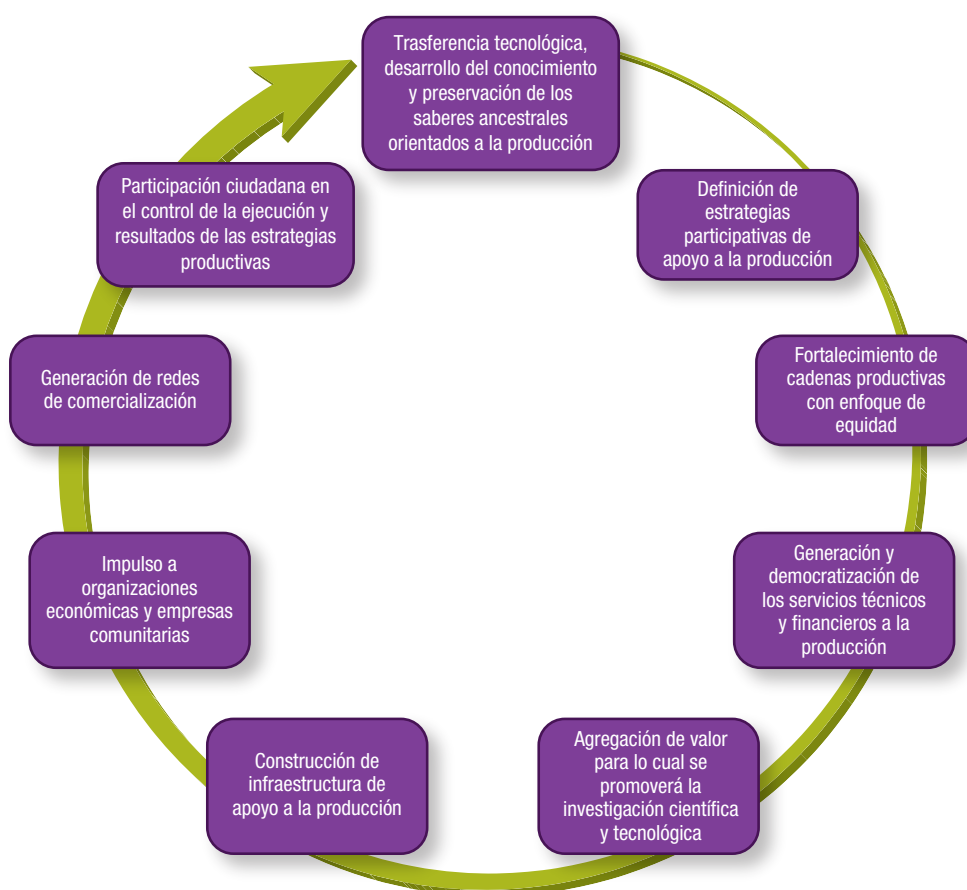 Trasferencia tecnológica,
desarrollo del conocimiento
y preservación de los
saberes ancestrales
orientados a la producción
Definición de
estrategias
participativas de
apoyo a la producción
Fortalecimiento de
cadenas productivas
con enfoque de
equidad
Generación y
democratización de
los servicios técnicos
y financieros a la
producción
Agregación de valor
para lo cual se
promoverá la
investigación científica
y tecnológica
Construcción de
infraestructura de
apoyo a la producción
Impulso a
organizaciones
económicas y empresas
comunitarias
Generación de redes
de comercialización
Participación ciudadana en
el control de la ejecución y
resultados de las estrategias
productivas